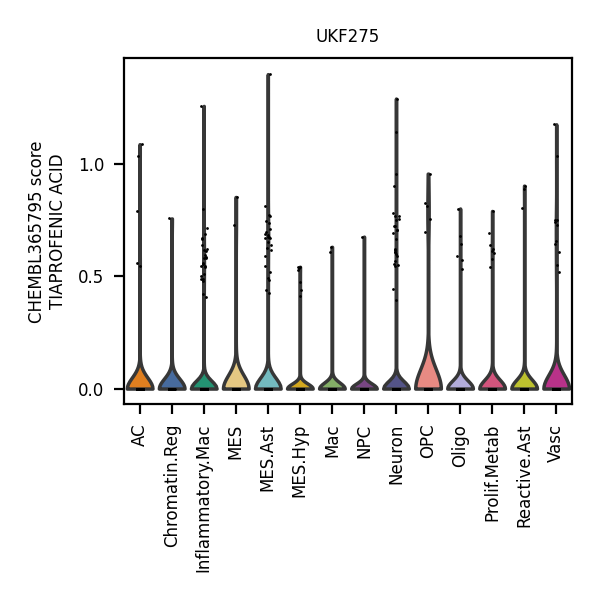 UKF275
CHEMBL365795 score
TIAPROFENIC ACID
1.0
0.5
0.0
AC
Chromatin.Reg
Inflammatory.Mac
MES
MES.Ast
MES.Hyp
Mac
NPC
Neuron
OPC
Oligo
Prolif.Metab
Reactive.Ast
Vasc